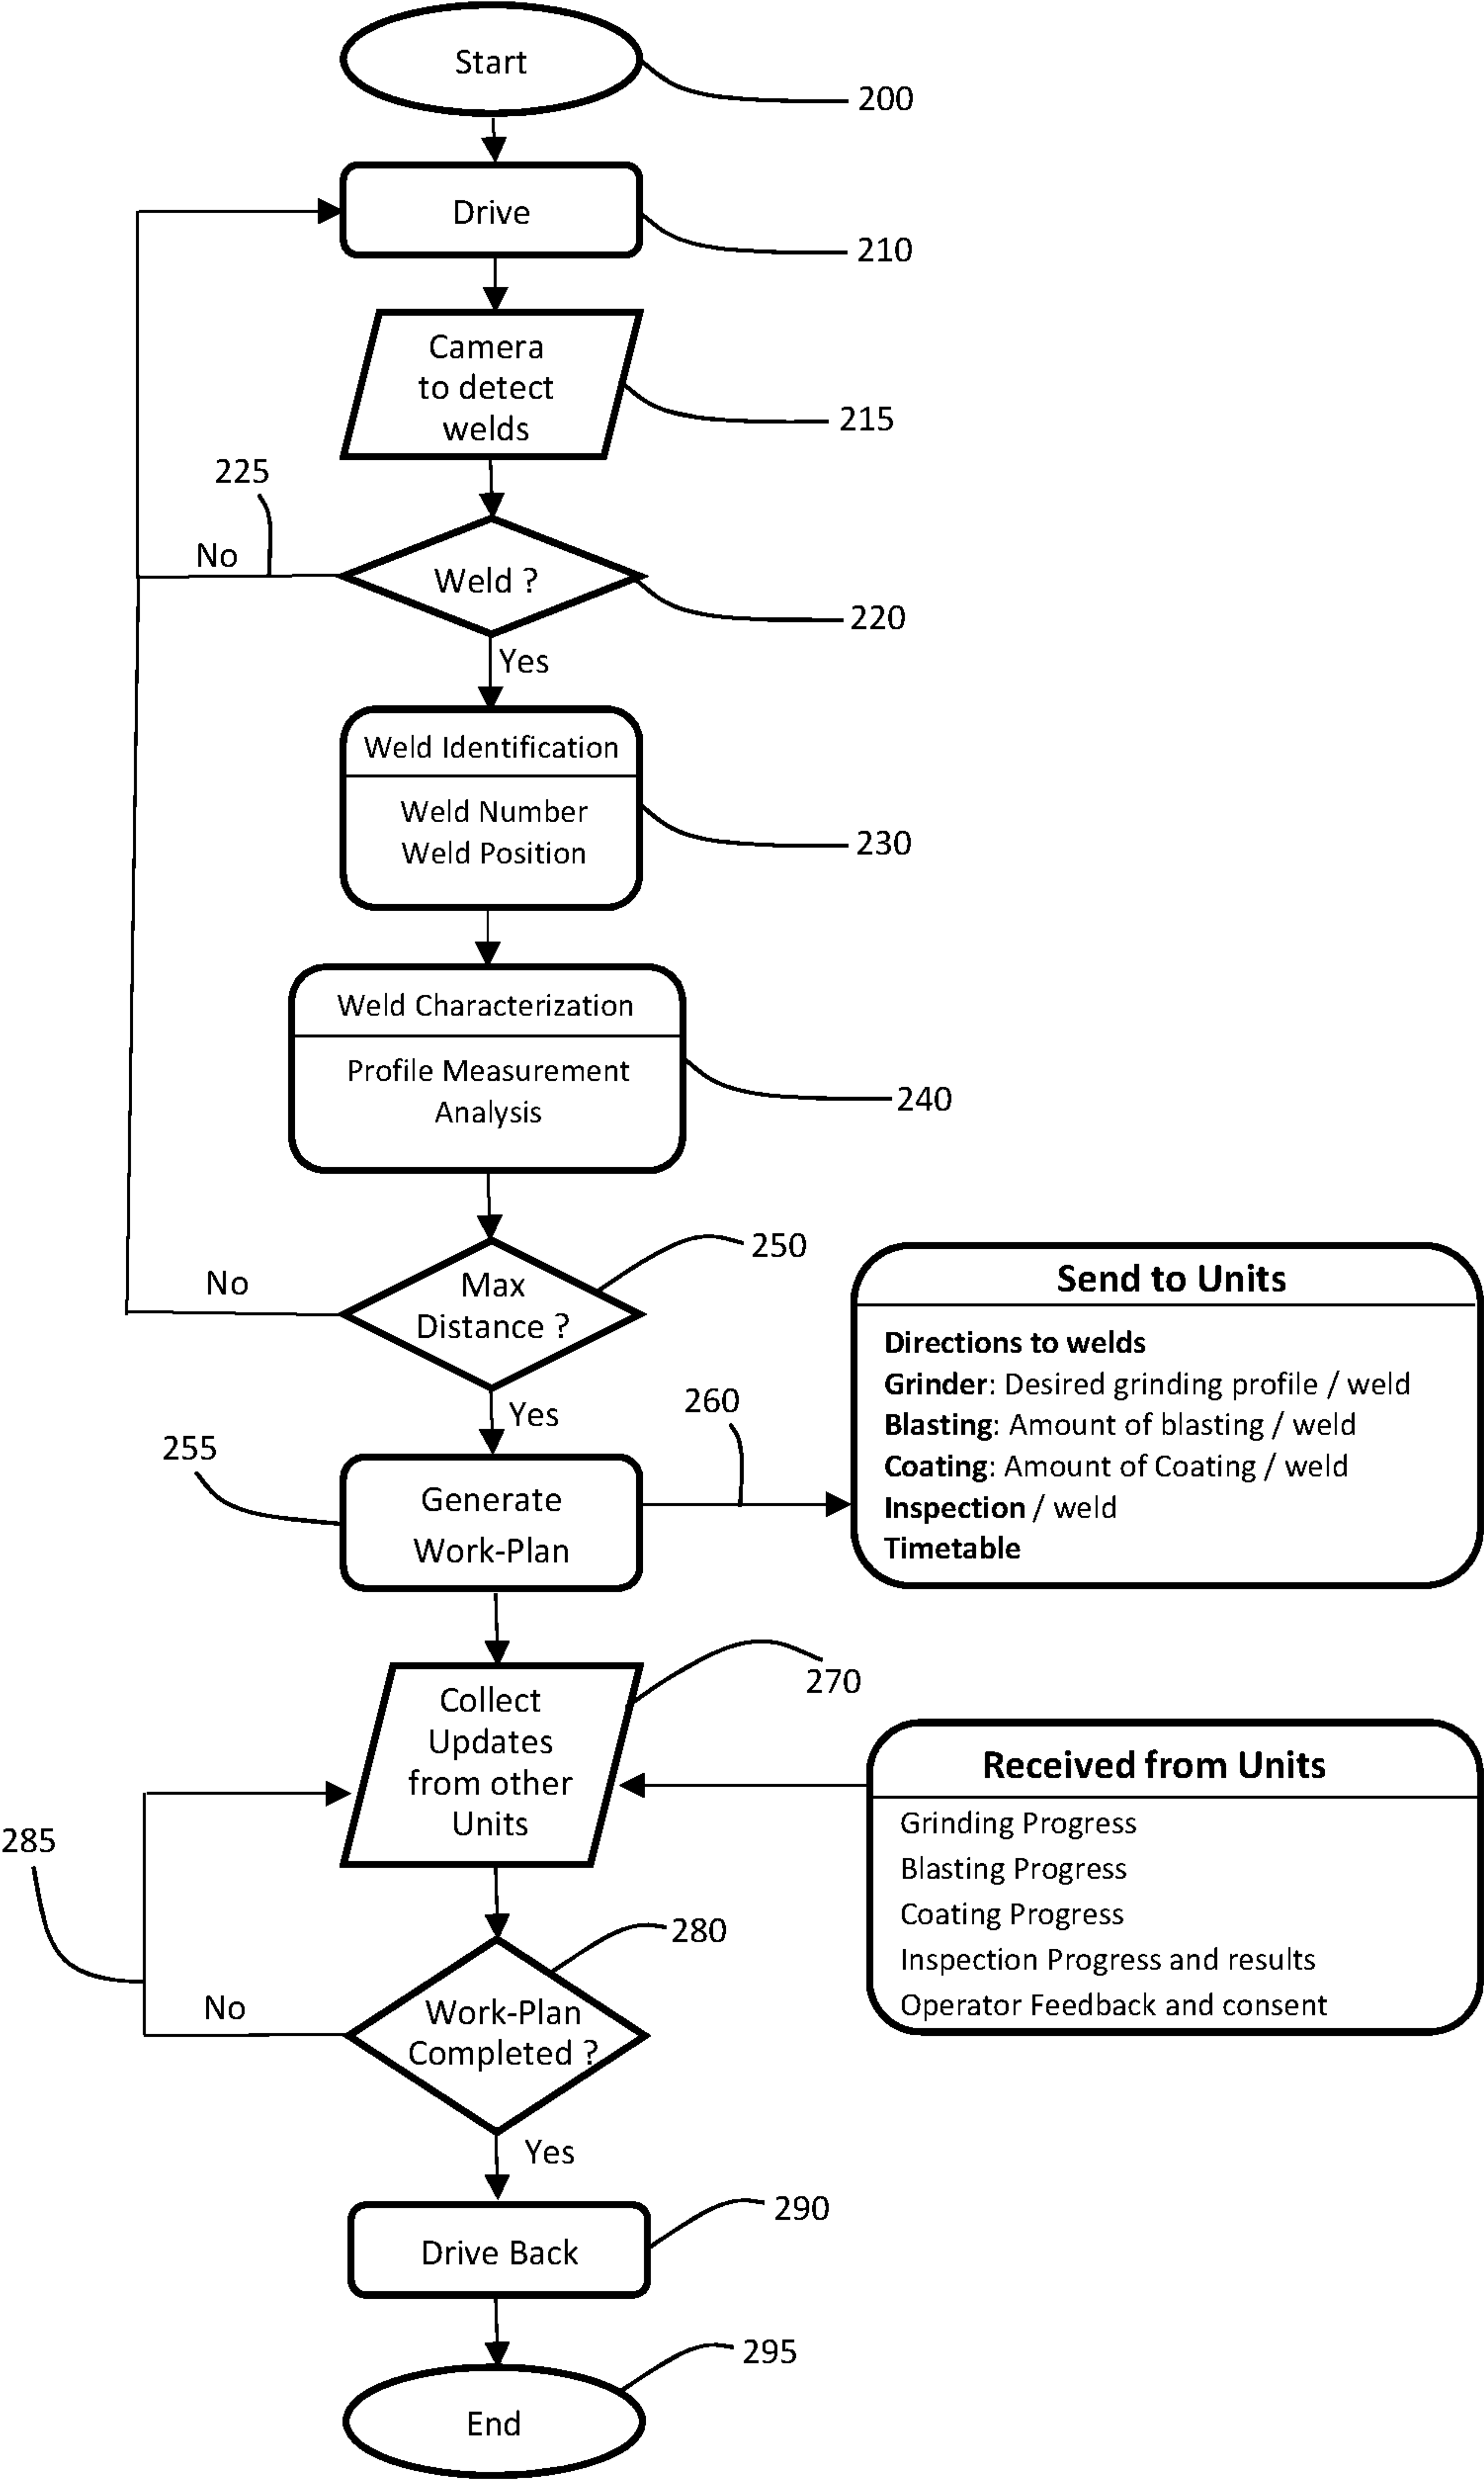 Start
200
Drive
210
Camera
to detect
welds
215
225
No
Weld ?
220
Yes
Weld Identification
Weld Number
Weld Position
230
Weld Characterization
Profile Measurement
Analysis
240
250
No
Max
Distance ?
Yes
260
255
Generate
Work-Plan
Send to Units
Directions to welds
Grinder: Desired grinding profile / weld
Blasting: Amount of blasting / weld
Coating: Amount of Coating / weld
Inspection / weld
Timetable
270
Collect
Updates
from other
Units
Received from Units
Grinding Progress
Blasting Progress
Coating Progress
Inspection Progress and results
Operator Feedback and consent
285
280
No
Work-Plan
Completed ?
Yes
290
Drive Back
295
End